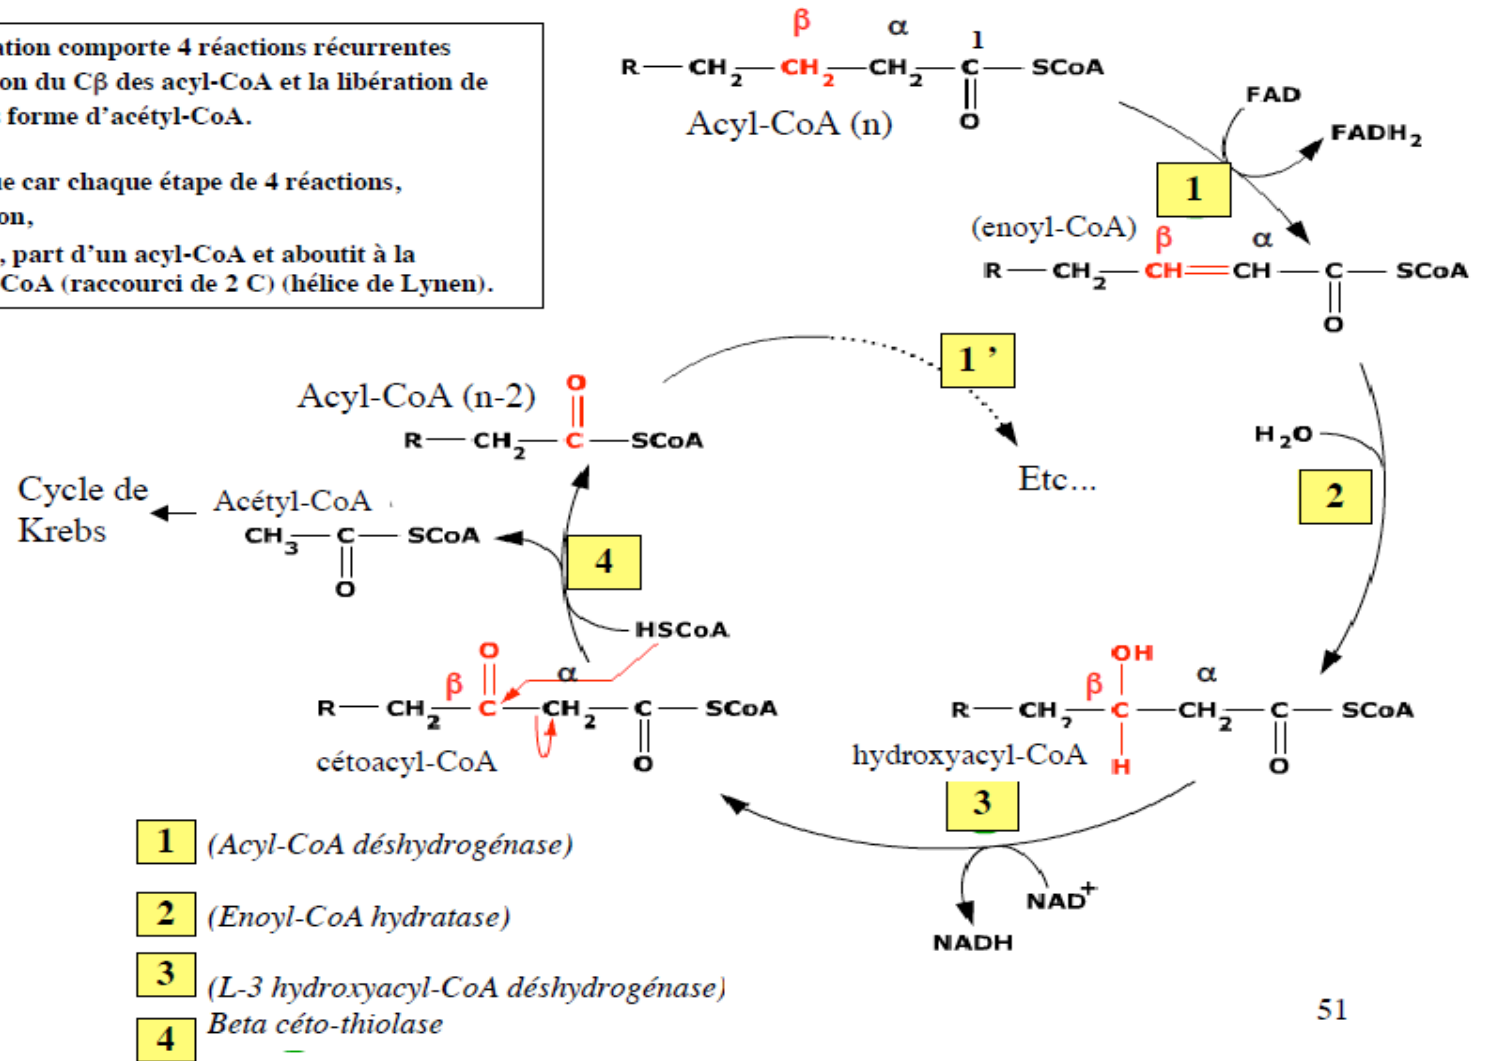 ation comporte 4 réactions récurrentes
on du Cβ des acyl-CoA et la libération de
s forme d'acétyl-CoA.
ue car chaque étape de 4 réactions,
on,
, part d'un acyl-CoA et aboutit à la
CoA (raccourci de 2 C) (hélice de Lynen).
β α 1
R—CH2—CH2—CH2—C—SCoA
O
Acyl-CoA (n)
FAD
FADH2
1
(enoyl-CoA)
β α
R—CH2—CH=CH—C—SCoA
O
1 ’
Etc...
Acyl-CoA (n-2)
O
R—CH2—C—SCoA
H2O
2
Cycle de
Krebs
Acétyl-CoA
CH3—C—SCoA
O
4
HSCoA
O
β α
R—CH2—C—CH2—C—SCoA
O
cétoacyl-CoA
OH
β α
R—CH2—C—CH2—C—SCoA
H O
hydroxyacyl-CoA
3
NAD+
NADH
1 (Acyl-CoA déshydrogénase)
2 (Enoyl-CoA hydratase)
3 (L-3 hydroxyacyl-CoA déshydrogénase)
4 Beta céto-thiolase
51